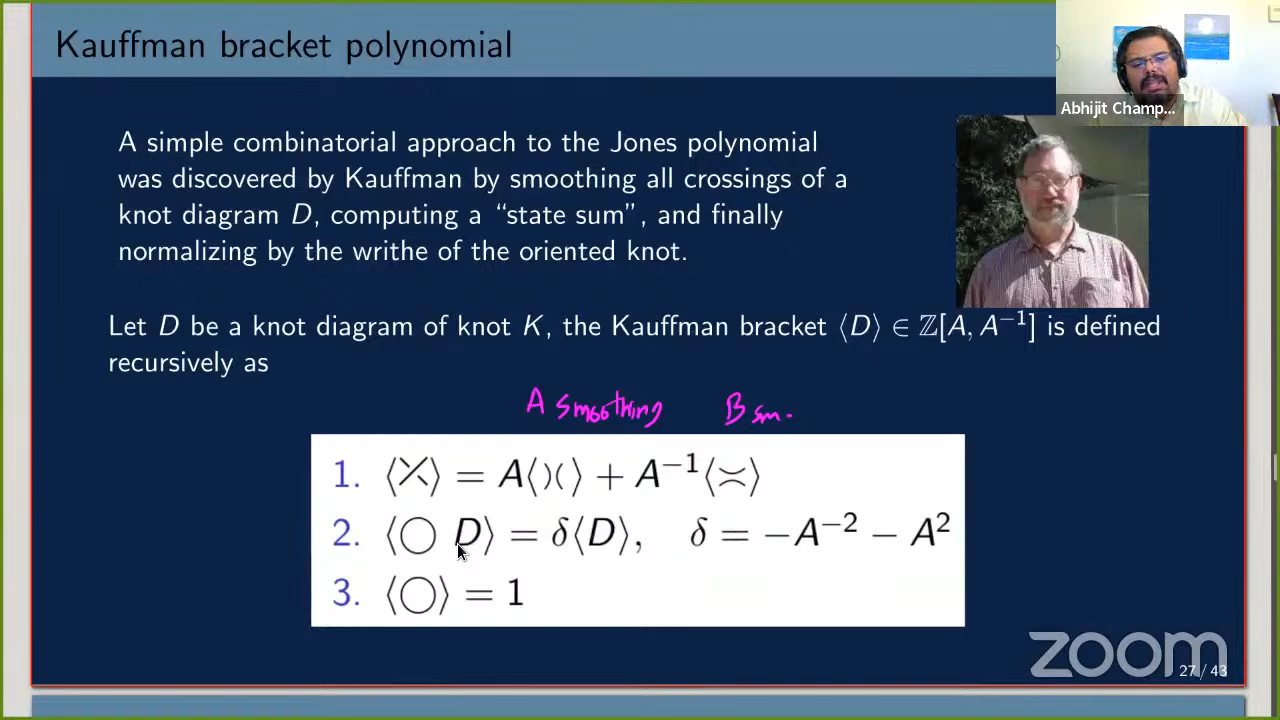 Kauffman bracket polynomial
Abhijit Champ...
A simple combinatorial approach to the Jones polynomial
was discovered by Kauffman by smoothing all crossings of a
knot diagram D, computing a “state sum”, and finally
normalizing by the writhe of the oriented knot.
Let D be a knot diagram of knot K, the Kauffman bracket ⟨D⟩ ∈ ℤ[A, A⁻¹] is defined
recursively as
A smoothing B sm.
1. ⟨⤫⟩ = A⟨)(⟩ + A⁻¹⟨≍⟩
2. ⟨◯ D⟩ = δ⟨D⟩, δ = −A⁻² − A²
3. ⟨◯⟩ = 1
zoom
27 / 43